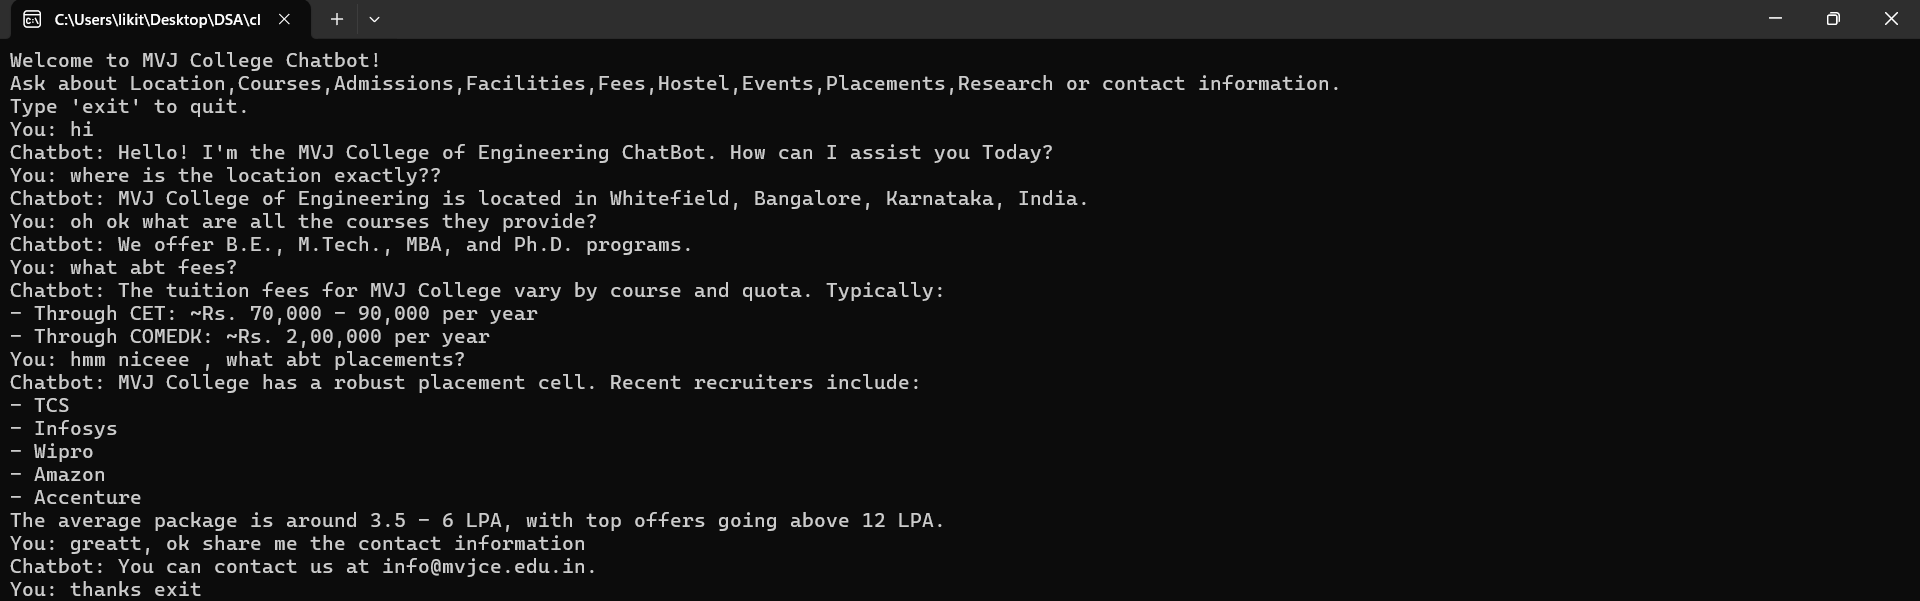 C:\Users\likit\Desktop\DSA\cl
Welcome to MVJ College Chatbot!
Ask about Location,Courses,Admissions,Facilities,Fees,Hostel,Events,Placements,Research or contact information.
Type 'exit' to quit.
You: hi
Chatbot: Hello! I'm the MVJ College of Engineering ChatBot. How can I assist you Today?
You: where is the location exactly??
Chatbot: MVJ College of Engineering is located in Whitefield, Bangalore, Karnataka, India.
You: oh ok what are all the courses they provide?
Chatbot: We offer B.E., M.Tech., MBA, and Ph.D. programs.
You: what abt fees?
Chatbot: The tuition fees for MVJ College vary by course and quota. Typically:
- Through CET: ~Rs. 70,000 - 90,000 per year
- Through COMEDK: ~Rs. 2,00,000 per year
You: hmm niceee , what abt placements?
Chatbot: MVJ College has a robust placement cell. Recent recruiters include:
- TCS
- Infosys
- Wipro
- Amazon
- Accenture
The average package is around 3.5 - 6 LPA, with top offers going above 12 LPA.
You: greatt, ok share me the contact information
Chatbot: You can contact us at info@mvjce.edu.in.
You: thanks exit